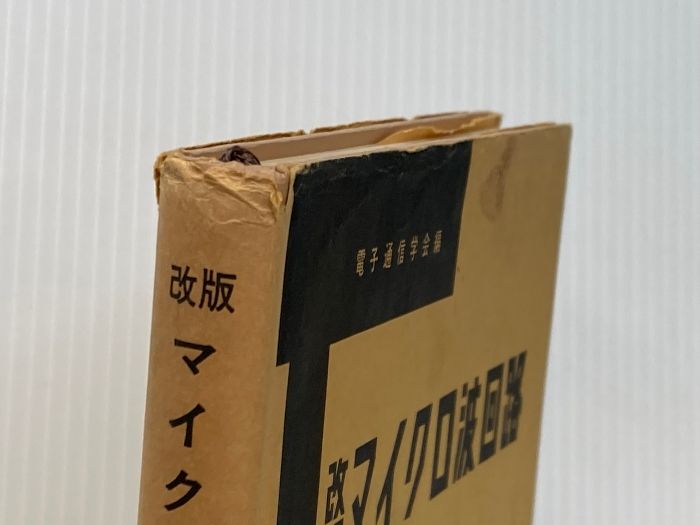 改版
マイク
電子通信学会編
マイクロ波回路